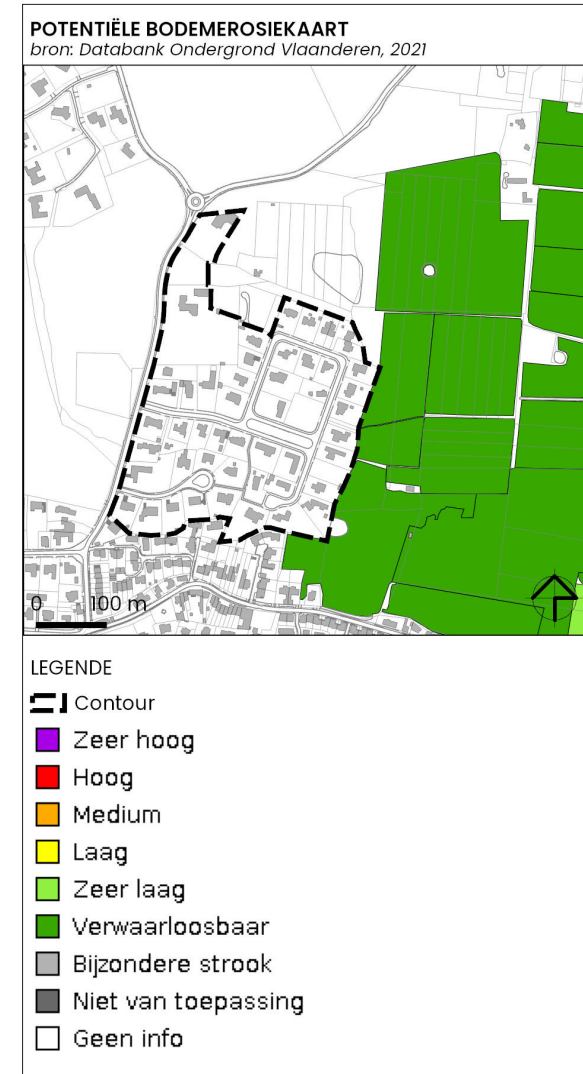 POTENTIËLE BODEMEROSIEKAART
bron: Databank Ondergrond Vlaanderen, 2021
0 100 m
LEGENDE
Contour
Zeer hoog
Hoog
Medium
Laag
Zeer laag
Verwaarloosbaar
Bijzondere strook
Niet van toepassing
Geen info